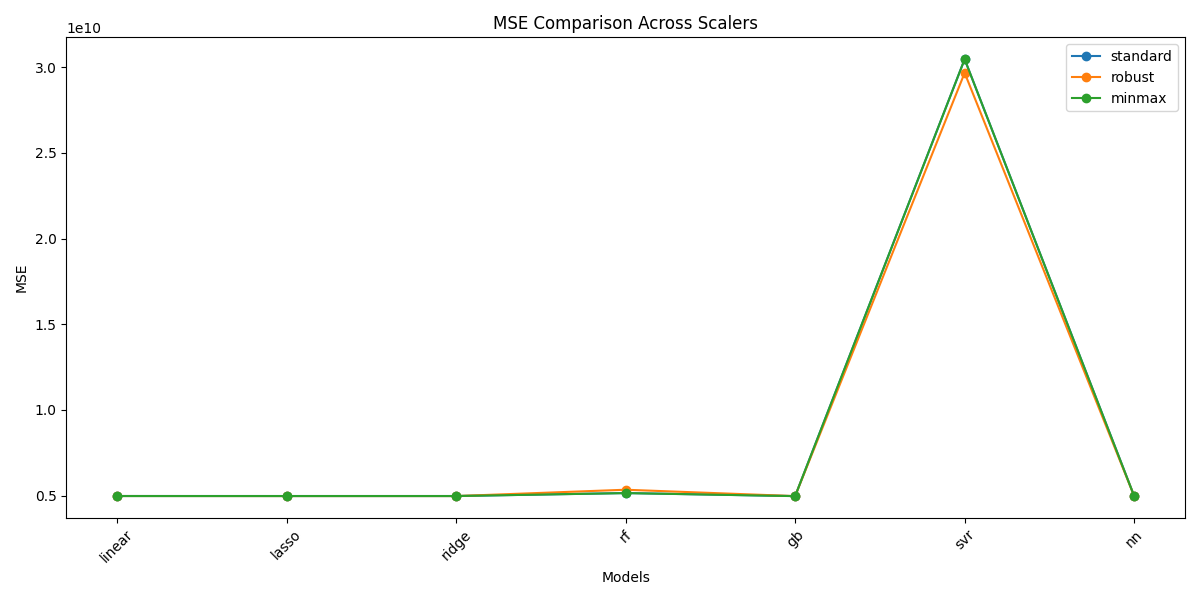 MSE Comparison Across Scalers
1e10
3.0
2.5
2.0
1.5
1.0
0.5
MSE
standard
robust
minmax
linear
lasso
ridge
rf
gb
svr
nn
Models